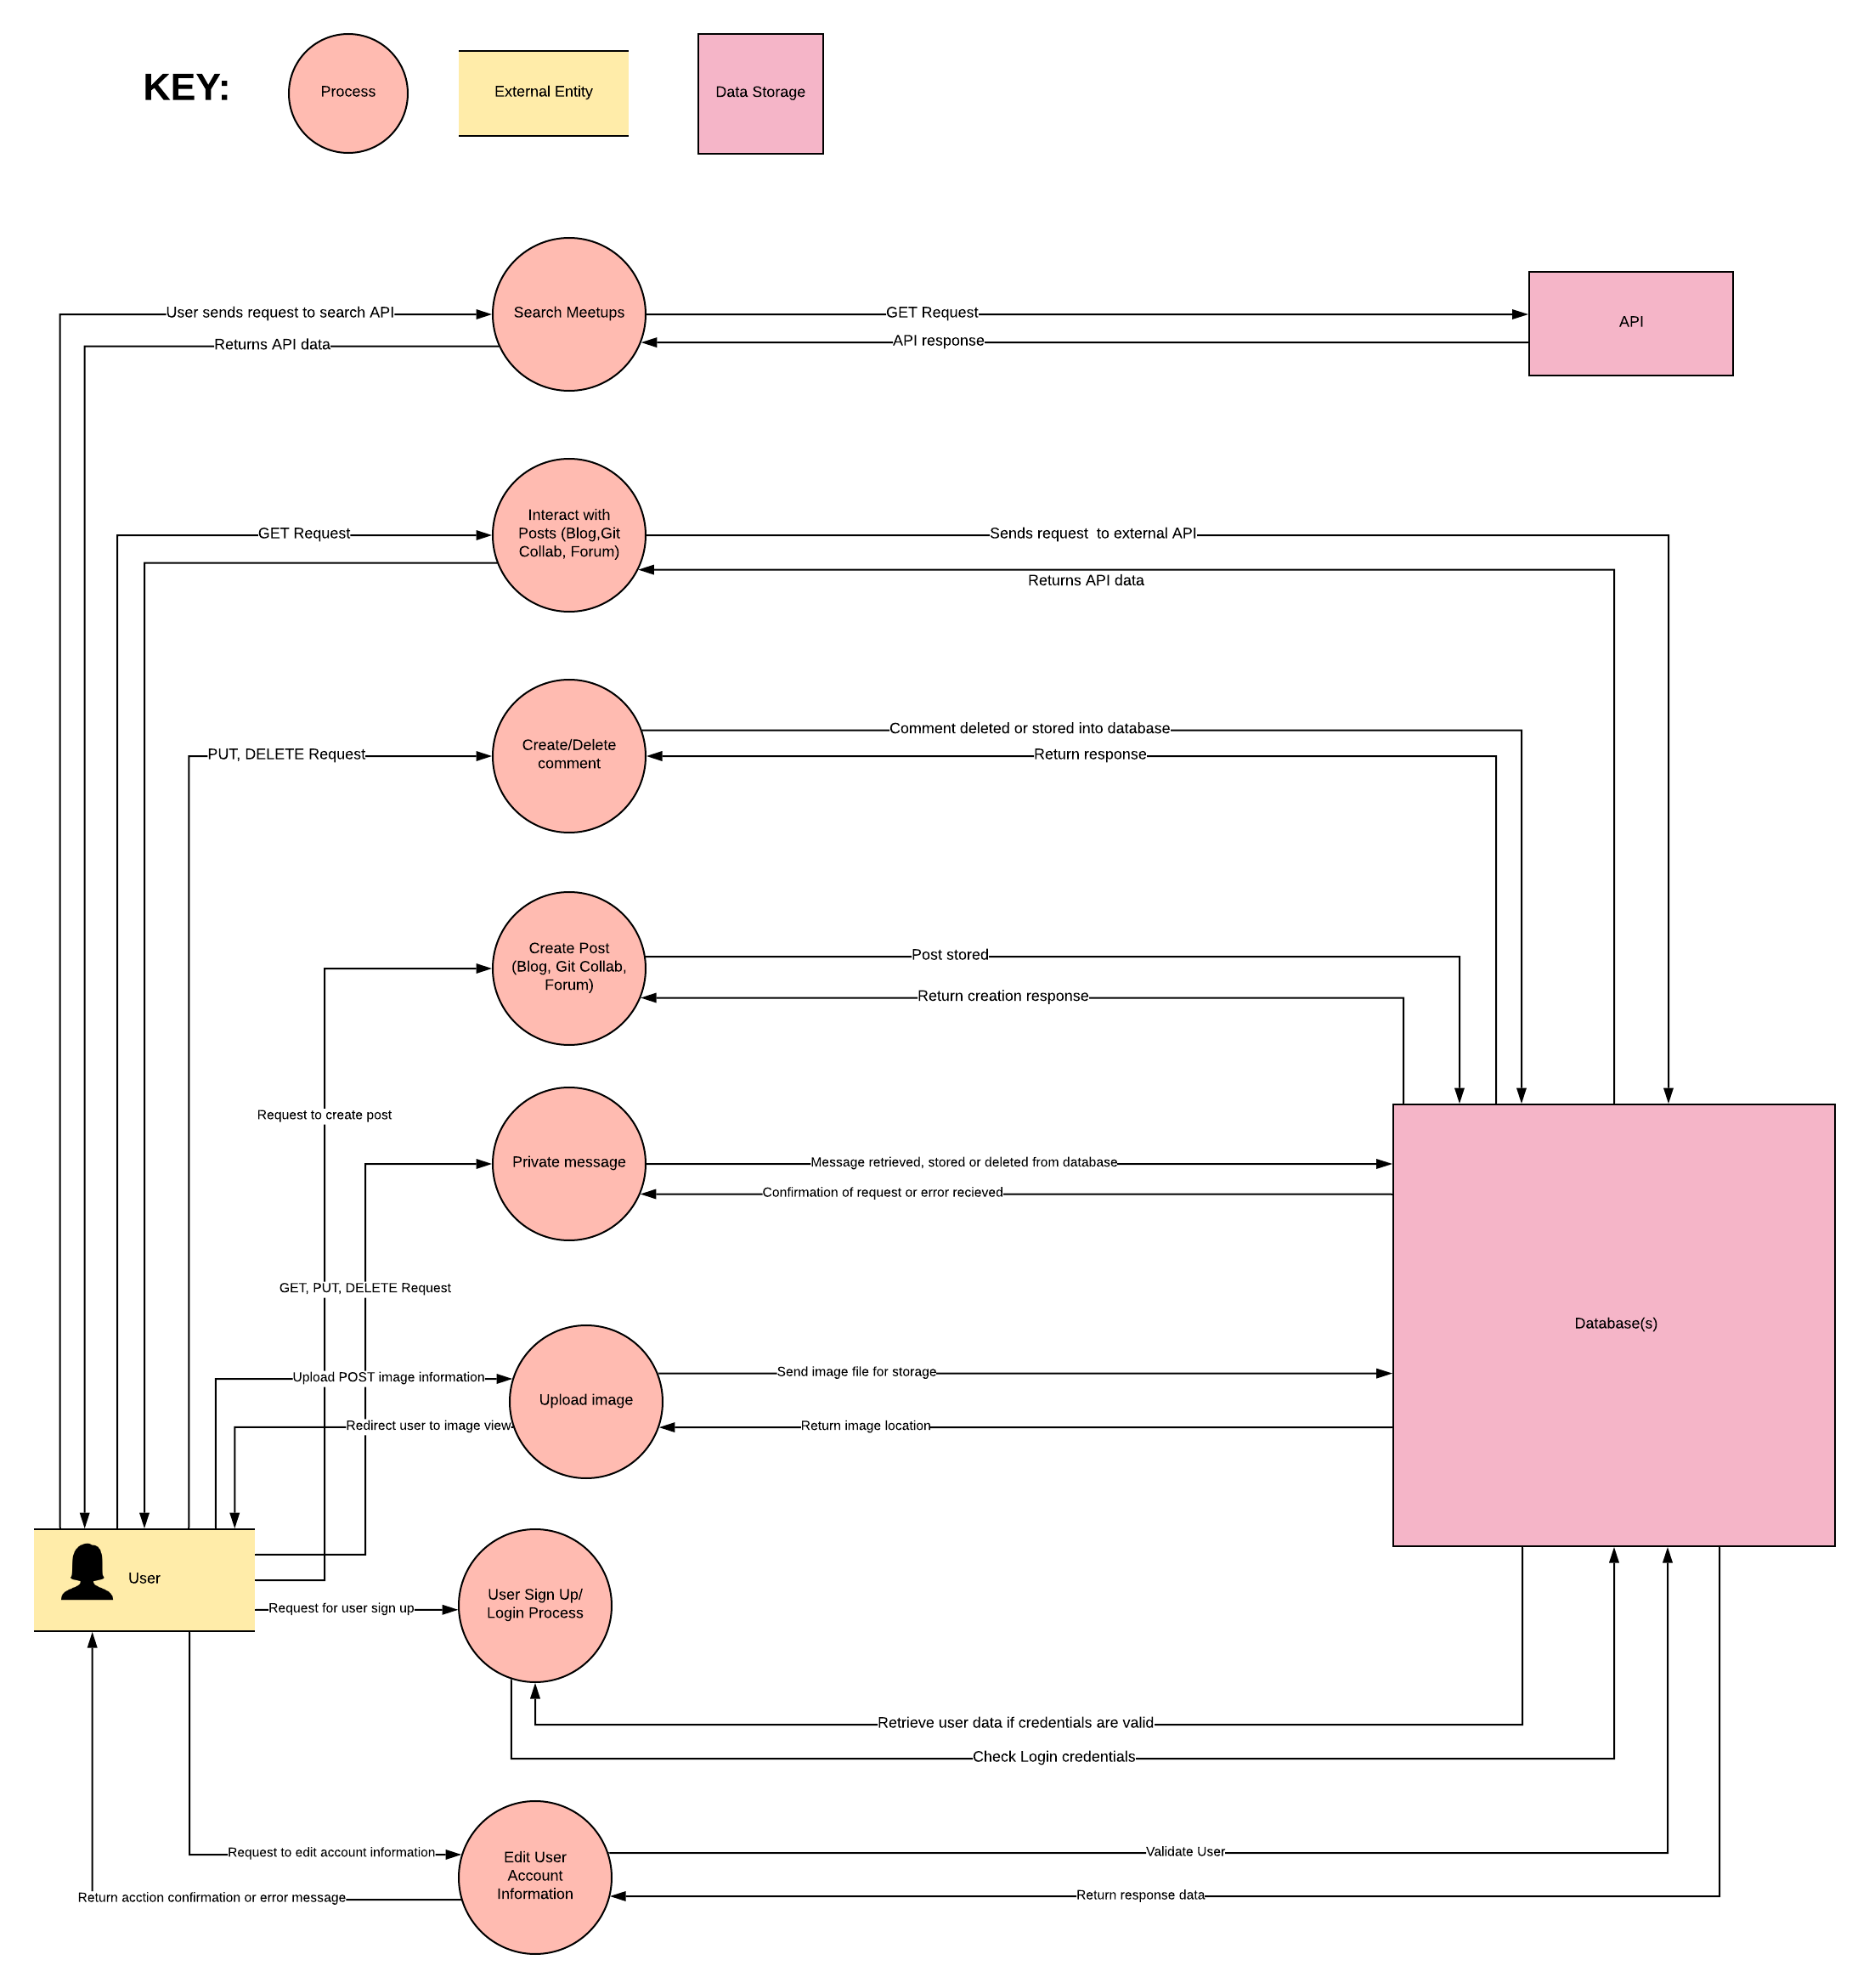 KEY:
Process
External Entity
Data Storage
User sends request to search API
Returns API data
Search Meetups
GET Request
API response
API
GET Request
Interact with
Posts (Blog,Git
Collab, Forum)
Sends request  to external API
Returns API data
PUT, DELETE Request
Create/Delete
comment
Comment deleted or stored into database
Return response
Create Post
(Blog, Git Collab,
Forum)
Post stored
Return creation response
Request to create post
Private message
Message retrieved, stored or deleted from database
Confirmation of request or error recieved
GET, PUT, DELETE Request
Database(s)
Upload POST image information
Redirect user to image view
Upload image
Send image file for storage
Return image location
User
Request for user sign up
User Sign Up/
Login Process
Retrieve user data if credentials are valid
Check Login credentials
Request to edit account information
Return acction confirmation or error message
Edit User
Account
Information
Validate User
Return response data